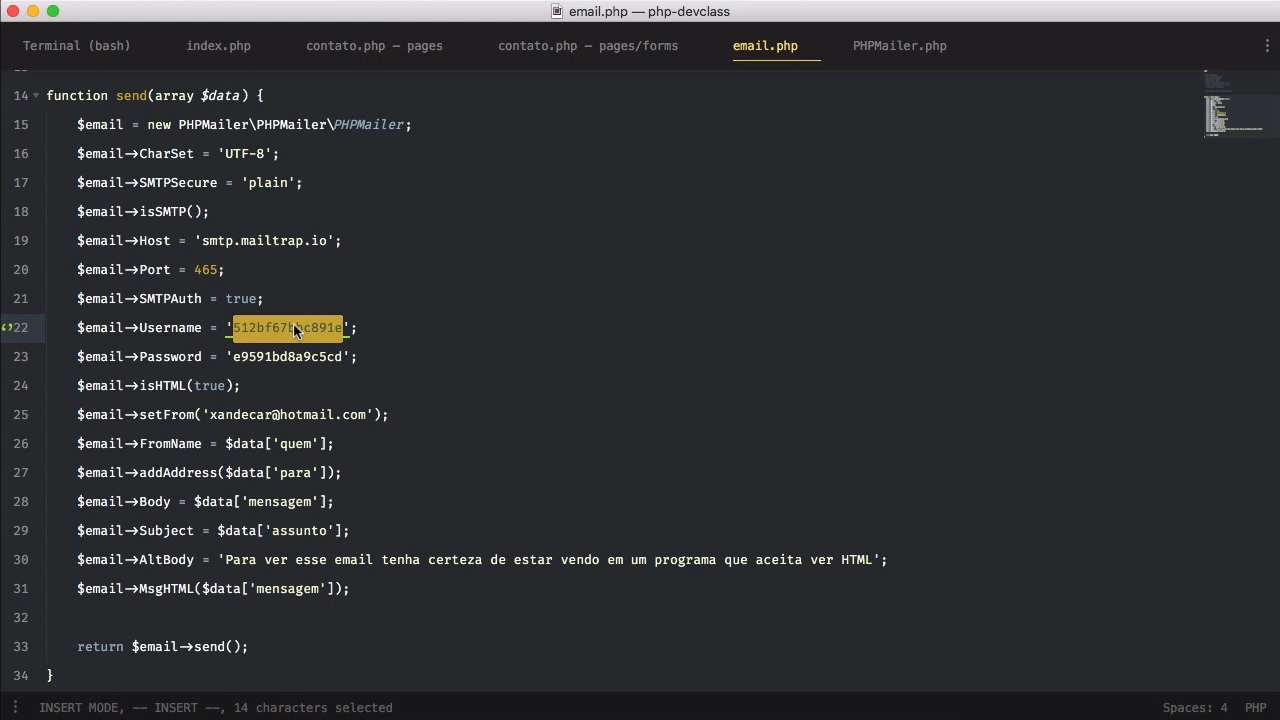 email.php — php-devclass
Terminal (bash) index.php contato.php — pages contato.php — pages/forms email.php PHPMailer.php
14 function send(array $data) {
15 $email = new PHPMailer\PHPMailer\PHPMailer;
16 $email→CharSet = 'UTF-8';
17 $email→SMTPSecure = 'plain';
18 $email→isSMTP();
19 $email→Host = 'smtp.mailtrap.io';
20 $email→Port = 465;
21 $email→SMTPAuth = true;
22 $email→Username = ' ';
23 $email→Password = 'e9591bd8a9c5cd';
24 $email→isHTML(true);
25 $email→setFrom('xandecar@hotmail.com');
26 $email→FromName = $data['quem'];
27 $email→addAddress($data['para']);
28 $email→Body = $data['mensagem'];
29 $email→Subject = $data['assunto'];
30 $email→AltBody = 'Para ver esse email tenha certeza de estar vendo em um programa que aceita ver HTML';
31 $email→MsgHTML($data['mensagem']);
32
33 return $email→send();
34 }
INSERT MODE, -- INSERT --, 14 characters selected Spaces: 4 PHP